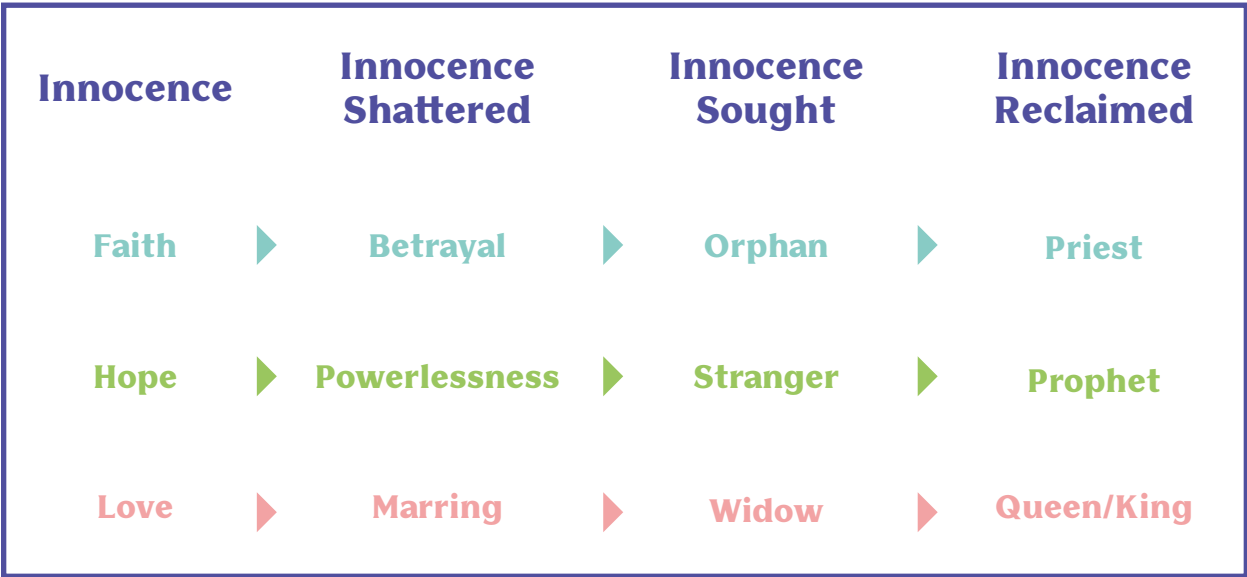 Innocence
Innocence
Shattered
Innocence
Sought
Innocence
Reclaimed
Faith
Betrayal
Orphan
Priest
Hope
Powerlessness
Stranger
Prophet
Love
Marring
Widow
Queen/King